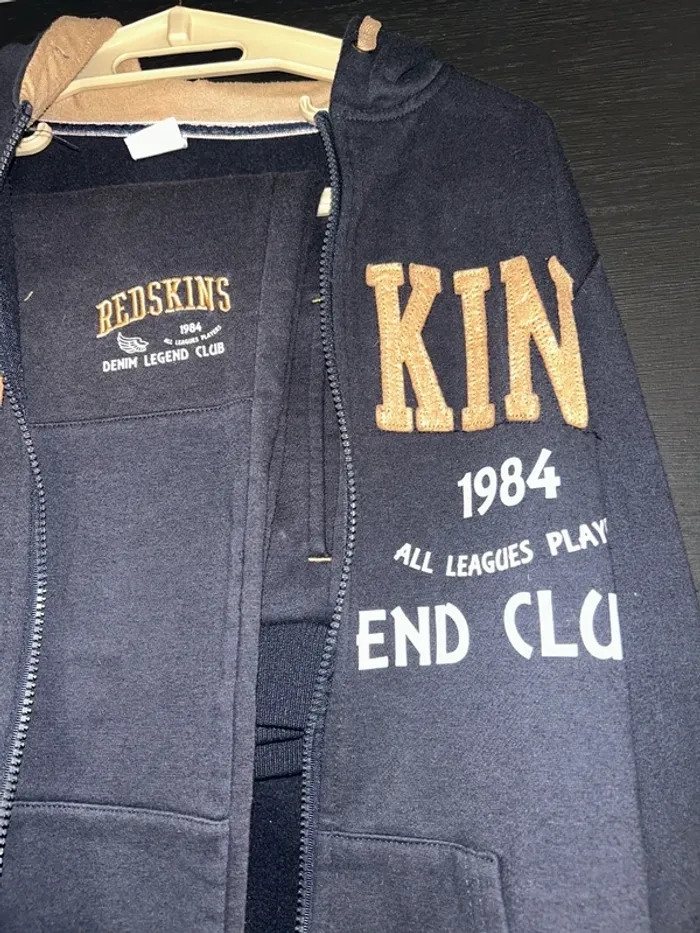 REDSKINS
1984
ALL LEAGUES PLAYERS
DENIM LEGEND CLUB
KIN
1984
ALL LEAGUES PLAY
END CLU